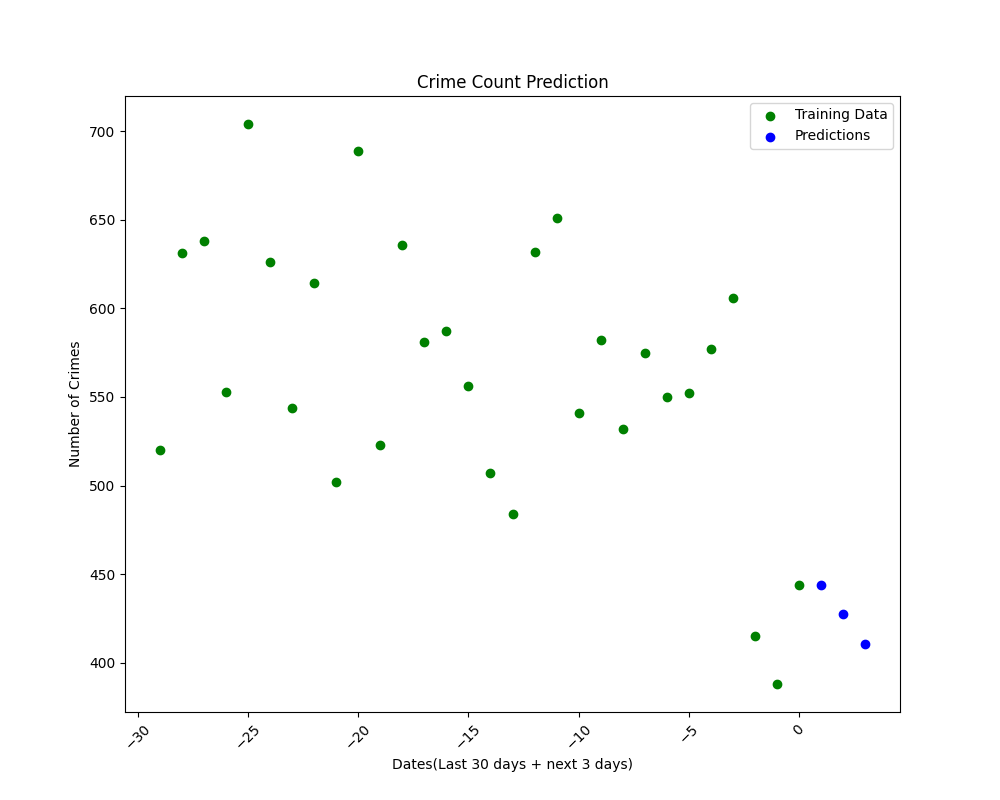 Crime Count Prediction
Training Data
Predictions
Number of Crimes
700
650
600
550
500
450
400
−30
−25
−20
−15
−10
−5
0
Dates(Last 30 days + next 3 days)